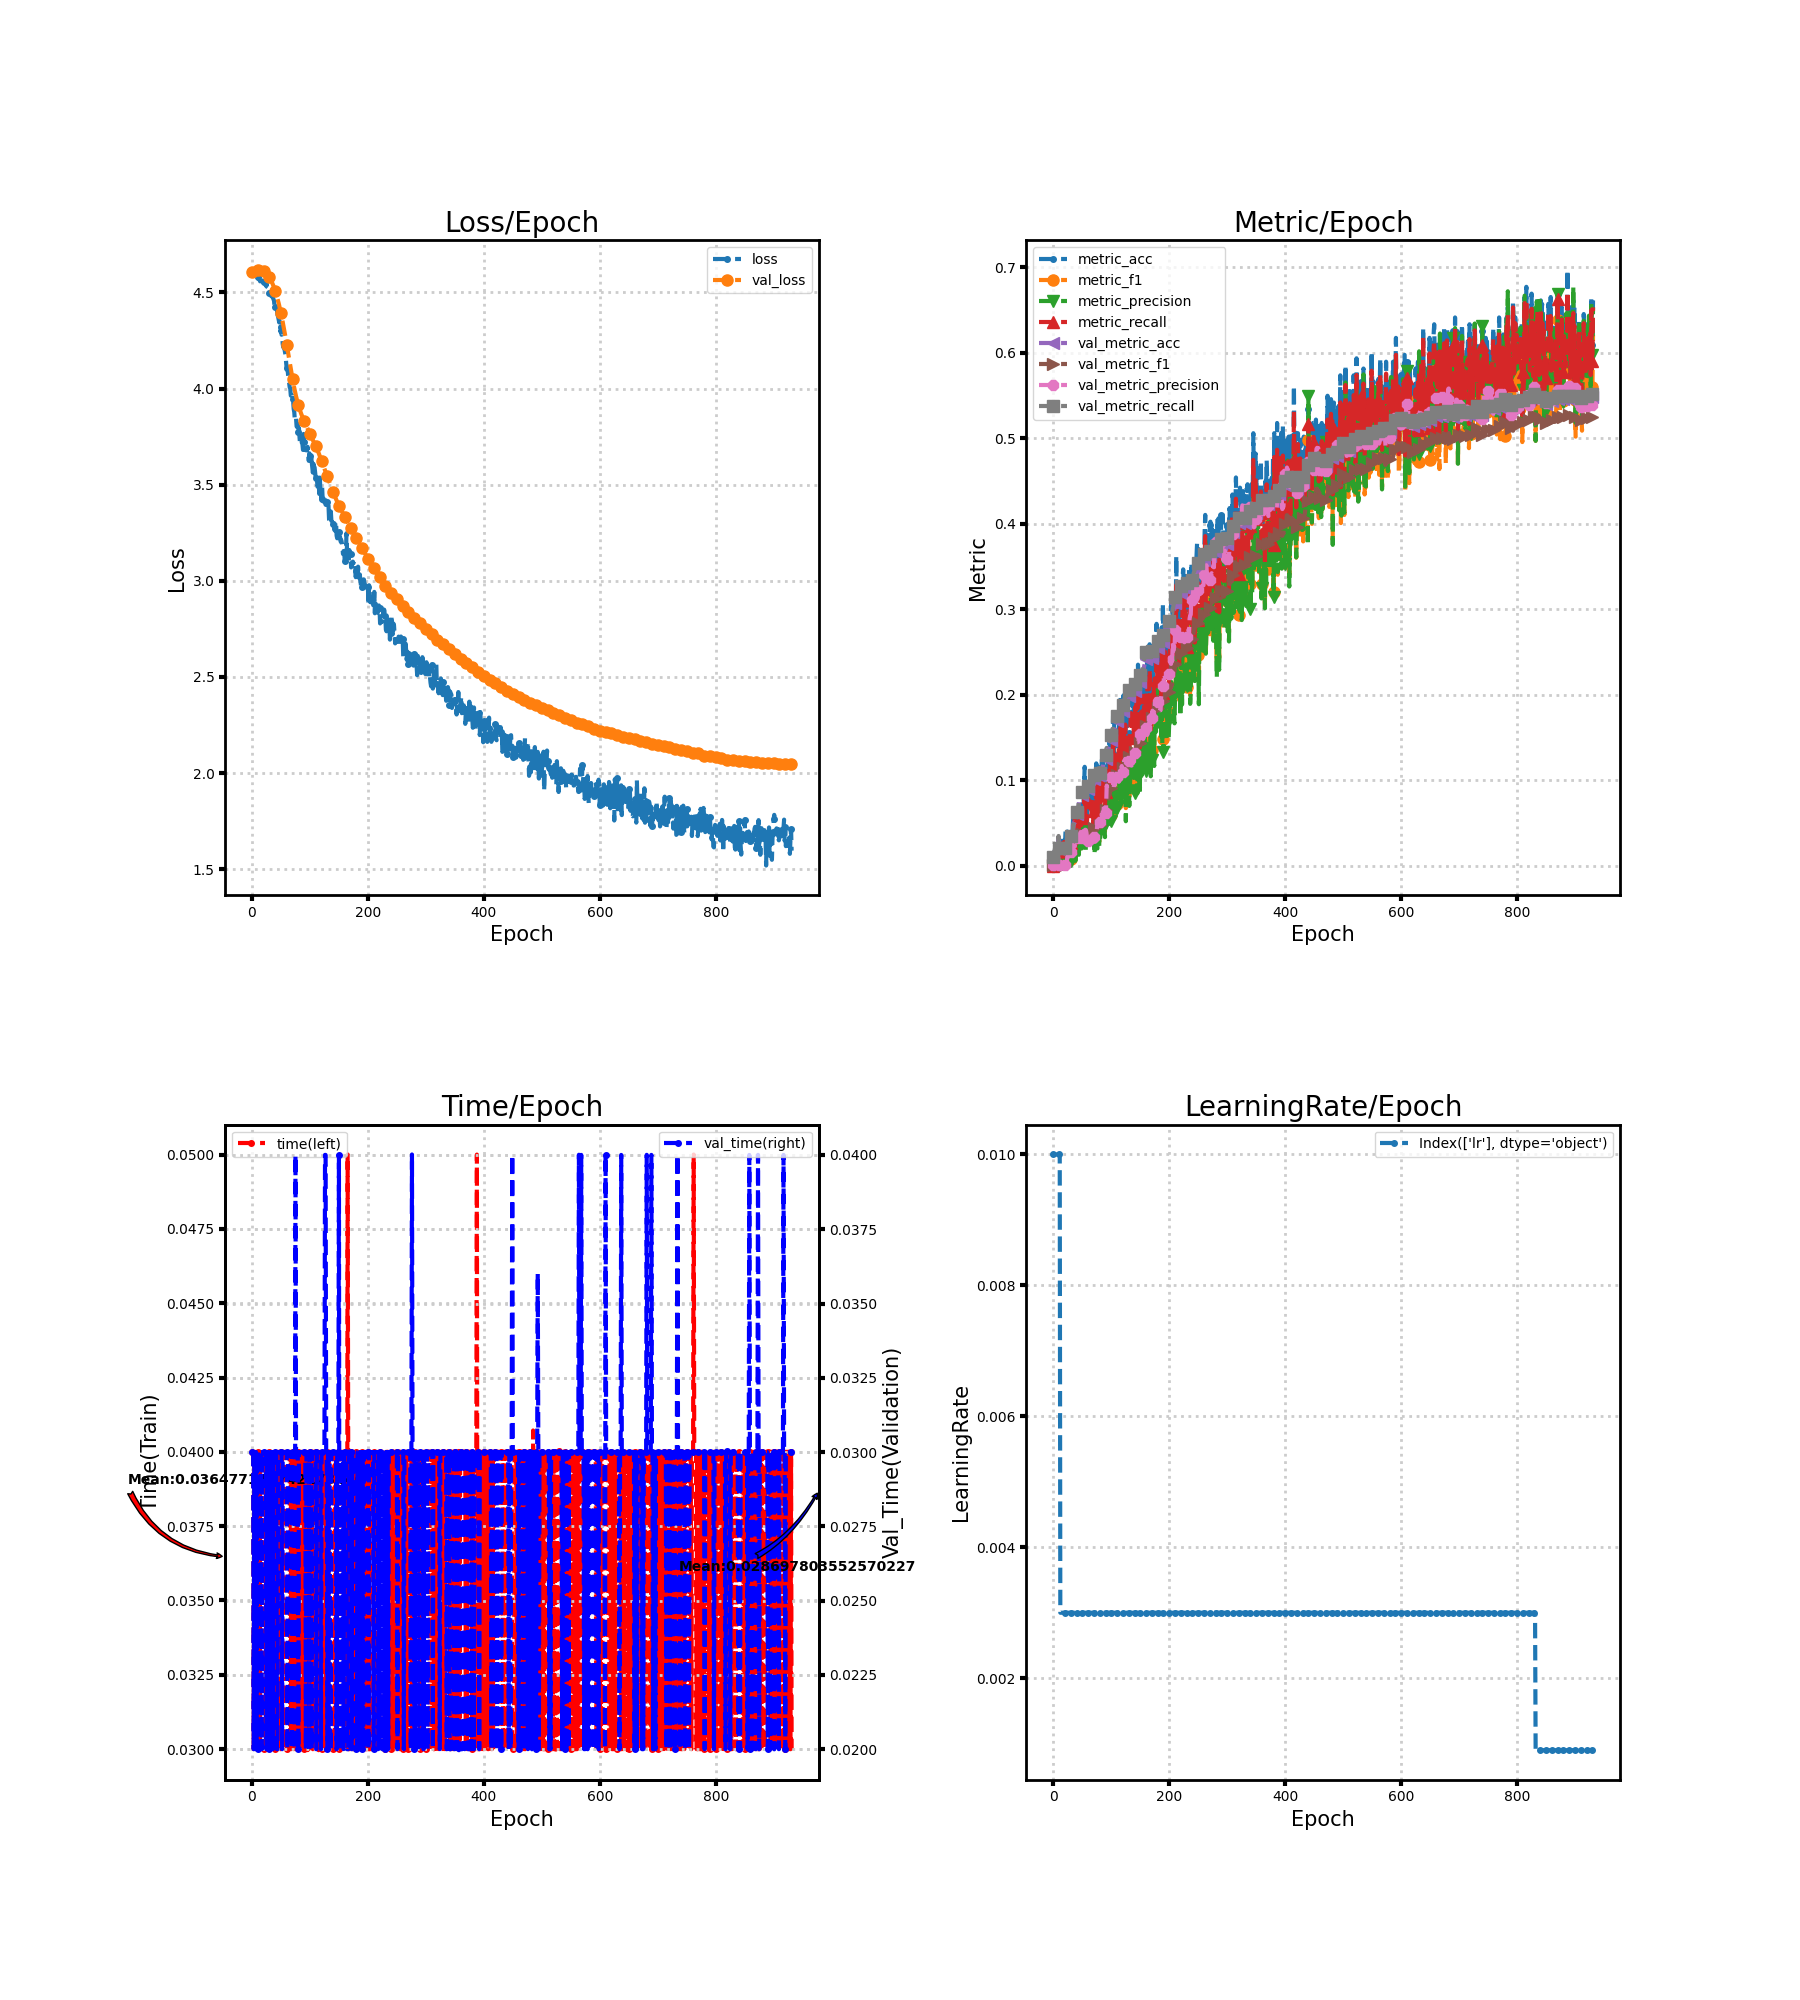 Loss/Epoch
loss
val_loss
4.5
4.0
3.5
3.0
2.5
2.0
1.5
Loss
0
200
400
600
800
Epoch
Metric/Epoch
metric_acc
metric_f1
metric_precision
metric_recall
val_metric_acc
val_metric_f1
val_metric_precision
val_metric_recall
0.7
0.6
0.5
0.4
0.3
0.2
0.1
0.0
Metric
0
200
400
600
800
Epoch
Time/Epoch
time(left)
val_time(right)
0.0500
0.0475
0.0450
0.0425
0.0400
0.0375
0.0350
0.0325
0.0300
Time(Train)
0.0400
0.0375
0.0350
0.0325
0.0300
0.0275
0.0250
0.0225
0.0200
Val_Time(Validation)
Mean:0.028697803552570227
0
200
400
600
800
Epoch
LearningRate/Epoch
Index(['lr'], dtype='object')
0.010
0.008
0.006
0.004
0.002
LearningRate
0
200
400
600
800
Epoch